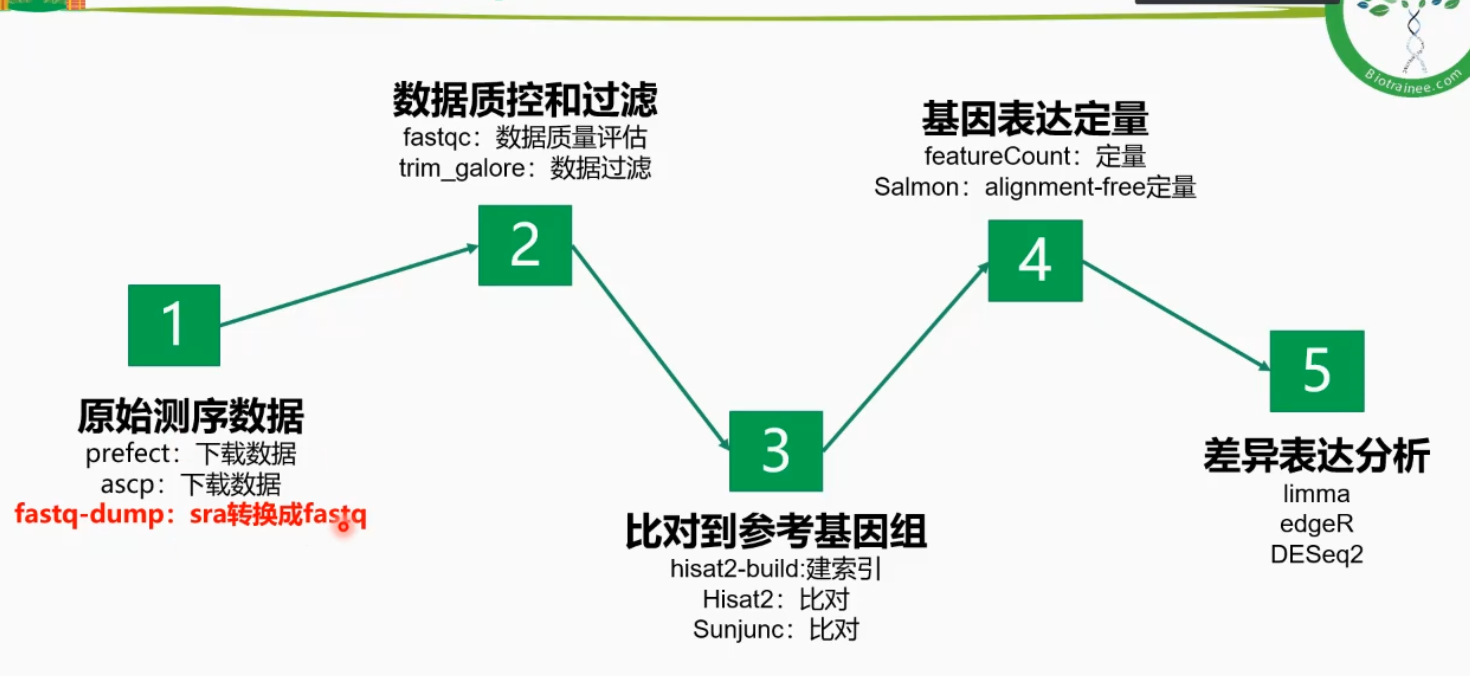 Biotrainee.com
数据质控和过滤
fastqc：数据质量评估
trim_galore：数据过滤
基因表达定量
featureCount：定量
Salmon：alignment-free定量
1
2
3
4
5
原始测序数据
prefect：下载数据
ascp：下载数据
fastq-dump：sra转换成fastq
比对到参考基因组
hisat2-build:建索引
Hisat2：比对
Sunjunc：比对
差异表达分析
limma
edgeR
DESeq2